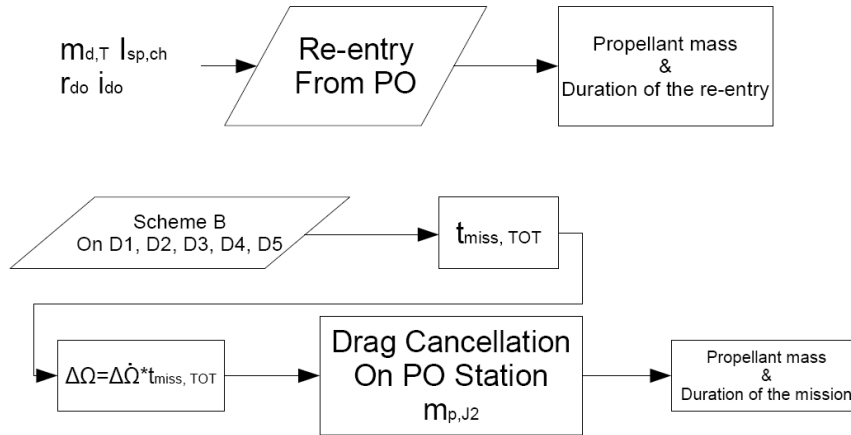 m_d,T I_sp,ch
r_do i_do
Re-entry
From PO
Propellant mass
&
Duration of the re-entry
Scheme B
On D1, D2, D3, D4, D5
t_miss, TOT
ΔΩ=ΔΩ̇*t_miss, TOT
Drag Cancellation
On PO Station
m_p,J2
Propellant mass
&
Duration of the mission